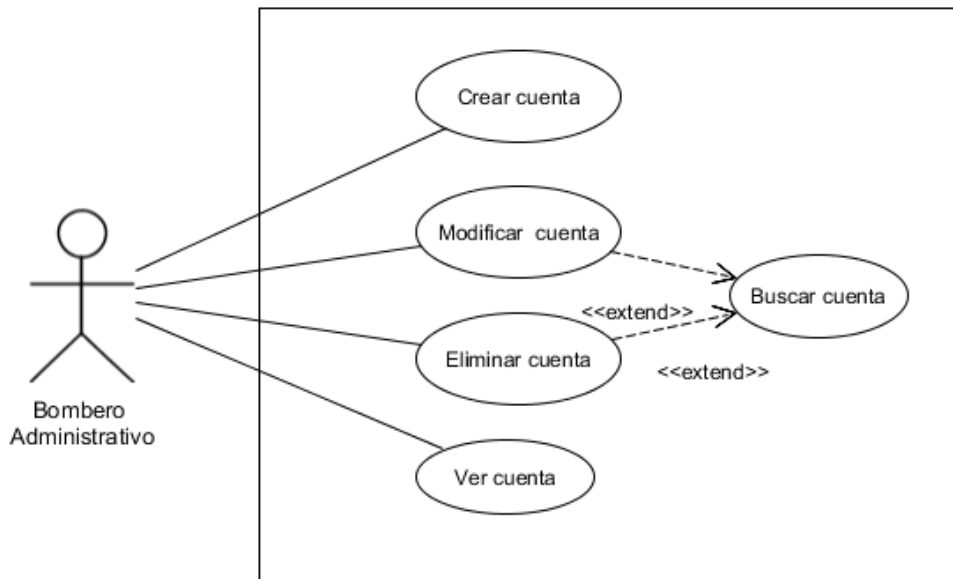 Crear cuenta
Modificar cuenta
Buscar cuenta
<<extend>>
Eliminar cuenta
<<extend>>
Bombero
Administrativo
Ver cuenta